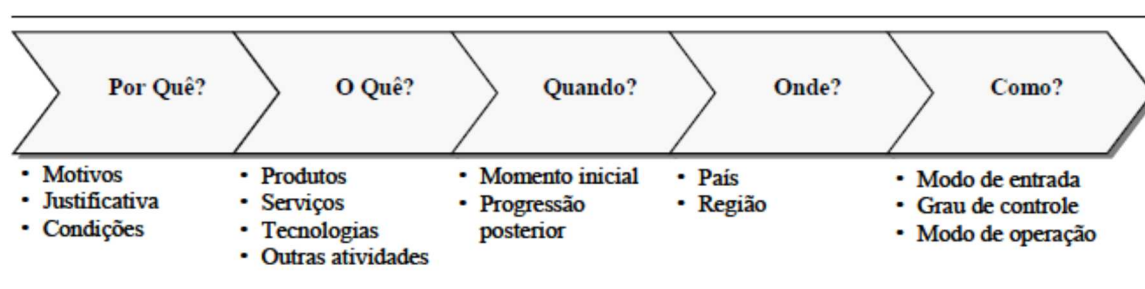 Por Quê?
O Quê?
Quando?
Onde?
Como?
• Motivos
• Justificativa
• Condições
• Produtos
• Serviços
• Tecnologias
• Outras atividades
• Momento inicial
• Progressão
posterior
• País
• Região
• Modo de entrada
• Grau de controle
• Modo de operação